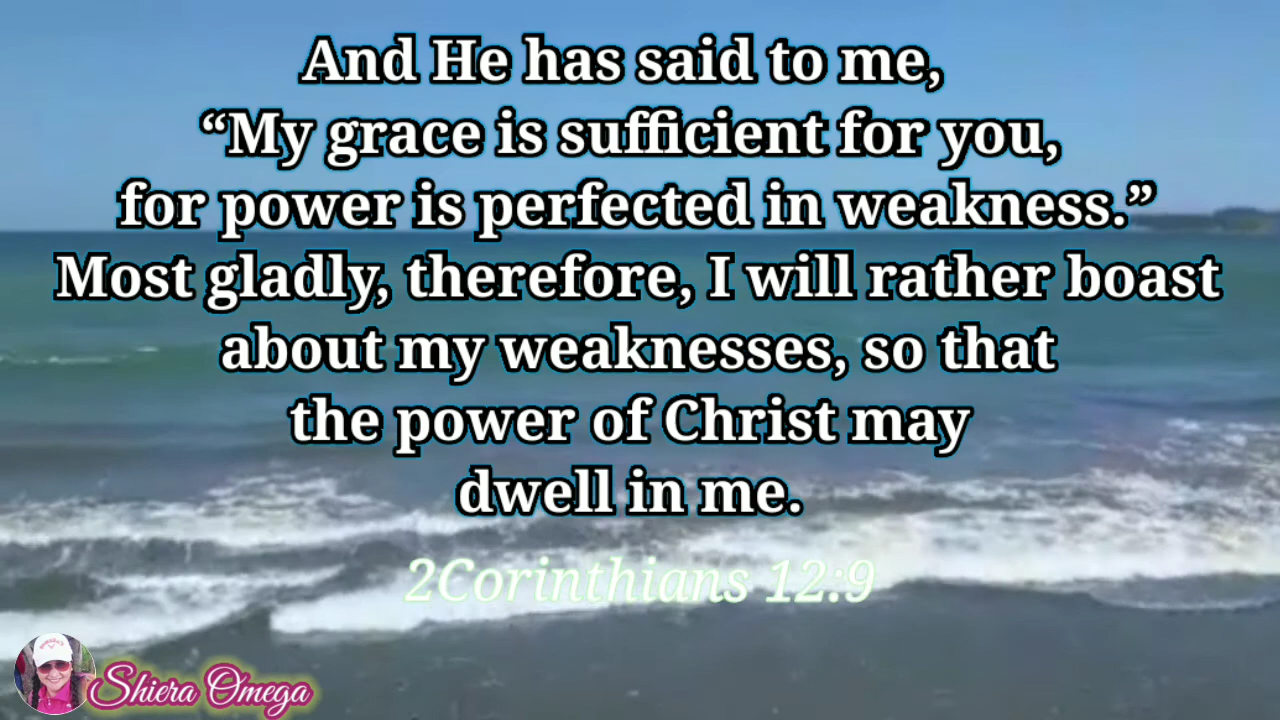 And He has said to me,
“My grace is sufficient for you,
for power is perfected in weakness.”
Most gladly, therefore, I will rather boast
about my weaknesses, so that
the power of Christ may
dwell in me.
2Corinthians 12:9
Shiera Omega